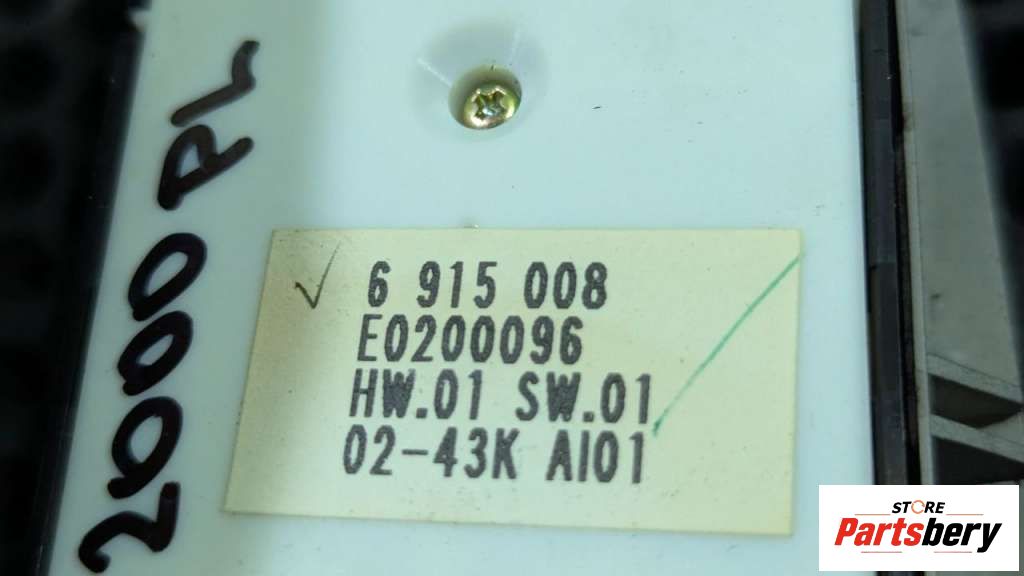 2000 RL
6 915 008
E0200096
HW.01 SW.01
02-43K AI01
STORE
Partsbery